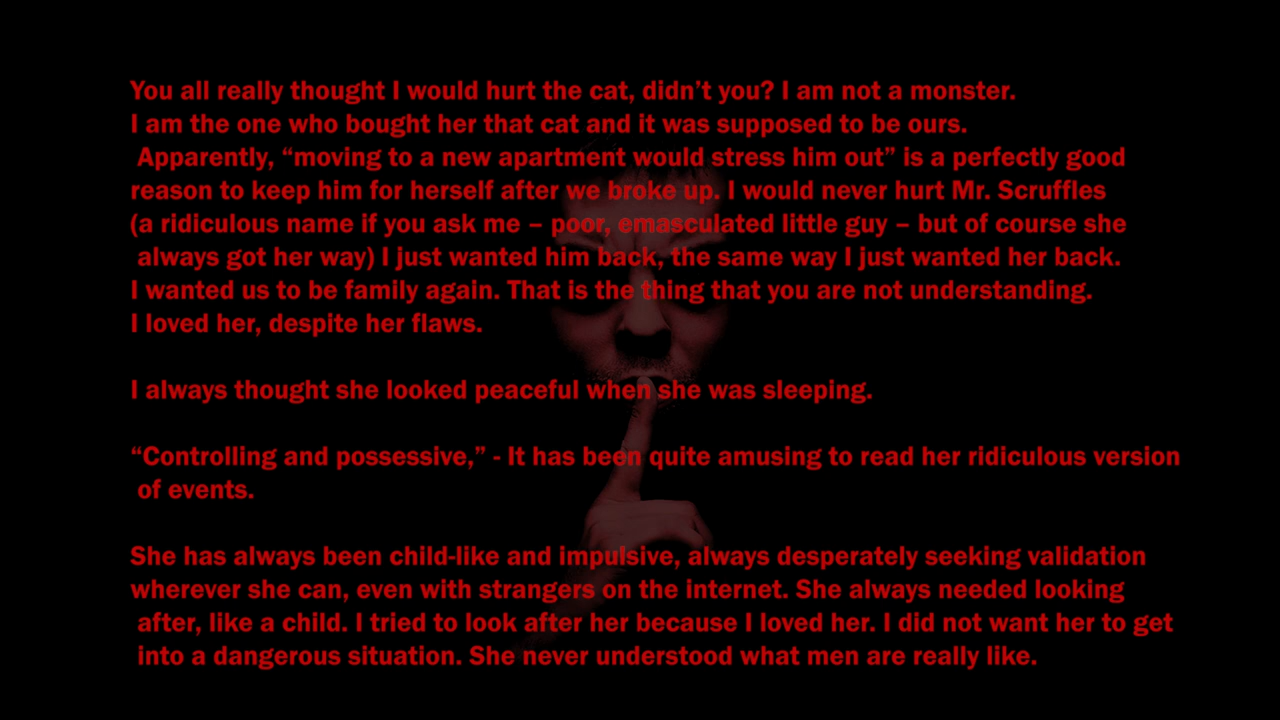 You all really thought I would hurt the cat, didn’t you? I am not a monster.
I am the one who bought her that cat and it was supposed to be ours.
Apparently, “moving to a new apartment would stress him out” is a perfectly good
reason to keep him for herself after we broke up. I would never hurt Mr. Scruffles
(a ridiculous name if you ask me – poor, emasculated little guy – but of course she
always got her way) I just wanted him back, the same way I just wanted her back.
I wanted us to be family again. That is the thing that you are not understanding.
I loved her, despite her flaws.
I always thought she looked peaceful when she was sleeping.
“Controlling and possessive,” - It has been quite amusing to read her ridiculous version
of events.
She has always been child-like and impulsive, always desperately seeking validation
wherever she can, even with strangers on the internet. She always needed looking
after, like a child. I tried to look after her because I loved her. I did not want her to get
into a dangerous situation. She never understood what men are really like.